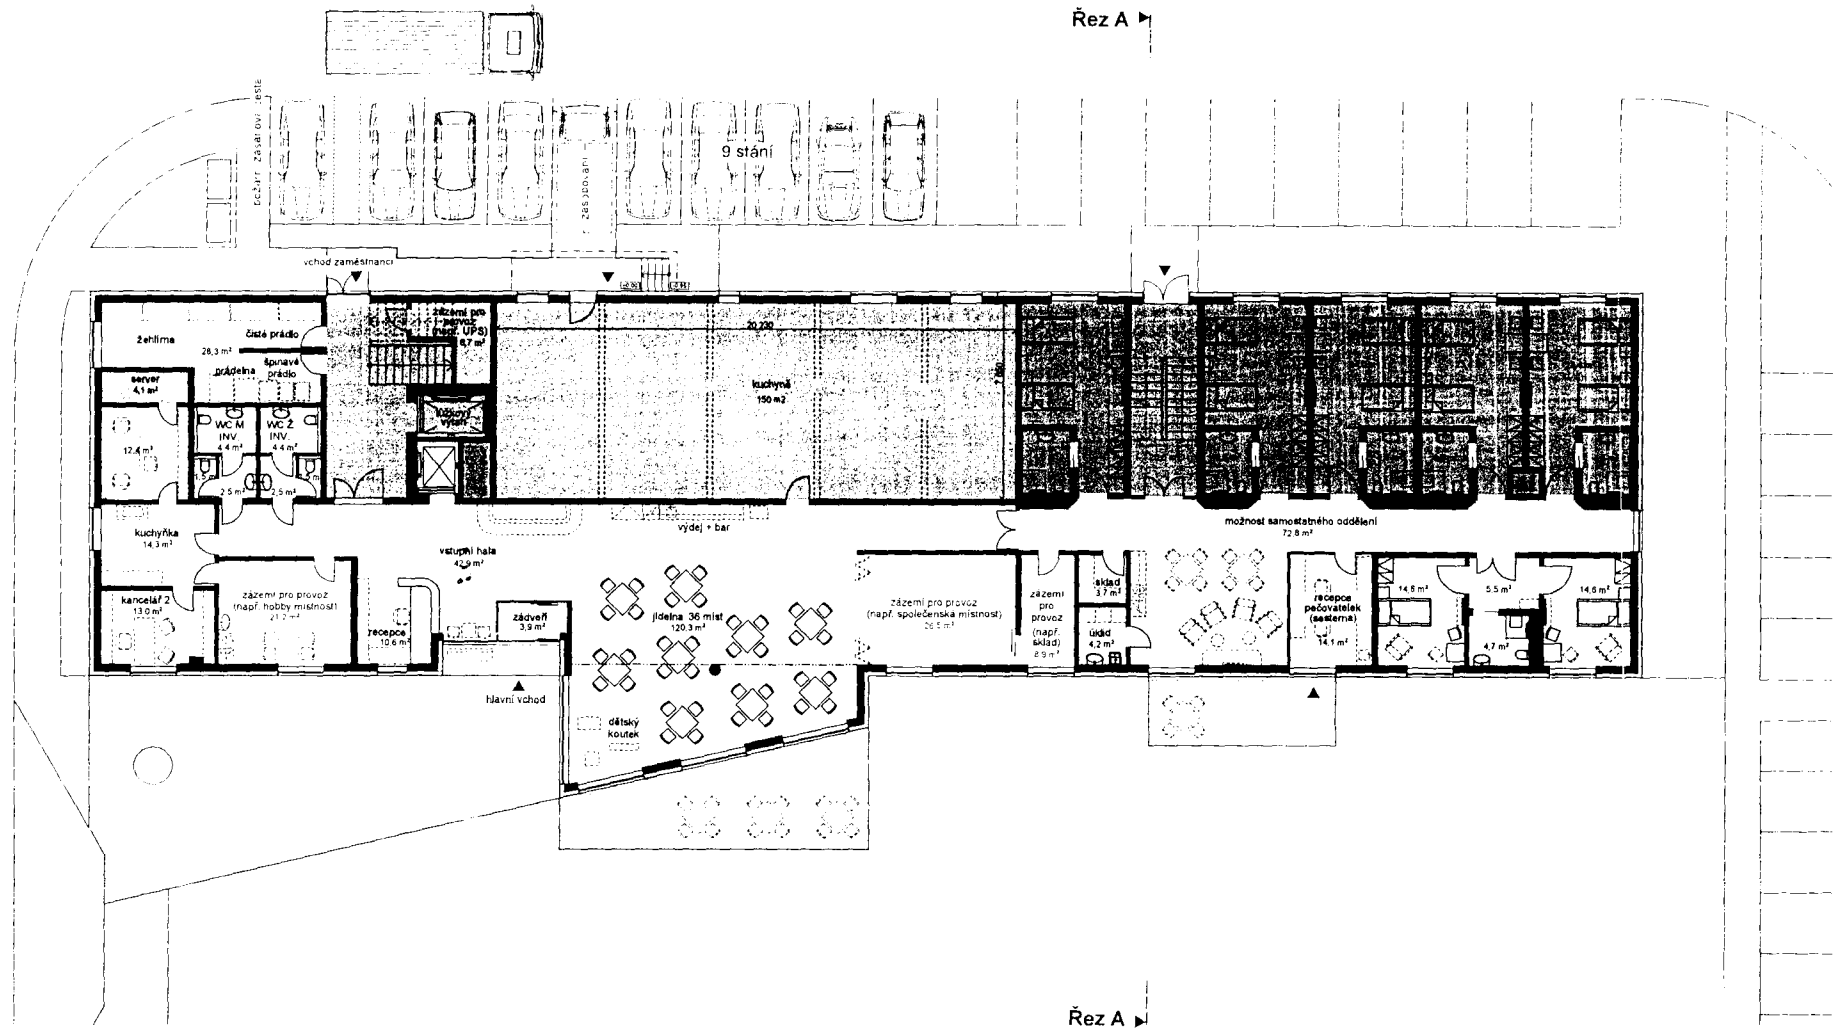 Řez A
9 stání
vchod zaměstnanci
zázemí pro
provoz
(např. UPS)
6,7 m²
20 230
čisté prádlo
žehlírna
28,3 m²
špinavé
prádlo
prádelna
server
4,1 m²
kuchyně
150 m2
lůžkový
výtah
WC M
INV.
4,4 m²
WC Ž
INV.
4,4 m²
12,4 m²
2,5 m²
2,5 m²
kuchyňka
14,3 m²
výdej + bar
možnost samostatného oddělení
72,8 m²
vstupní hala
42,9 m²
kancelář 2
13,0 m²
zázemí pro provoz
(např. hobby místnost)
21,2 m²
recepce
10,6 m²
zádveří
3,9 m²
jídelna 36 míst
120,3 m²
zázemí pro provoz
(např. společenská místnost)
26,5 m²
zázemí
pro
provoz
(např.
sklad)
8,9 m²
sklad
3,7 m²
úklid
4,2 m²
recepce
pečovatelek
(sesterna)
14,1 m²
14,6 m²
5,5 m²
14,6 m²
4,7 m²
hlavní vchod
dětský
koutek
Řez A